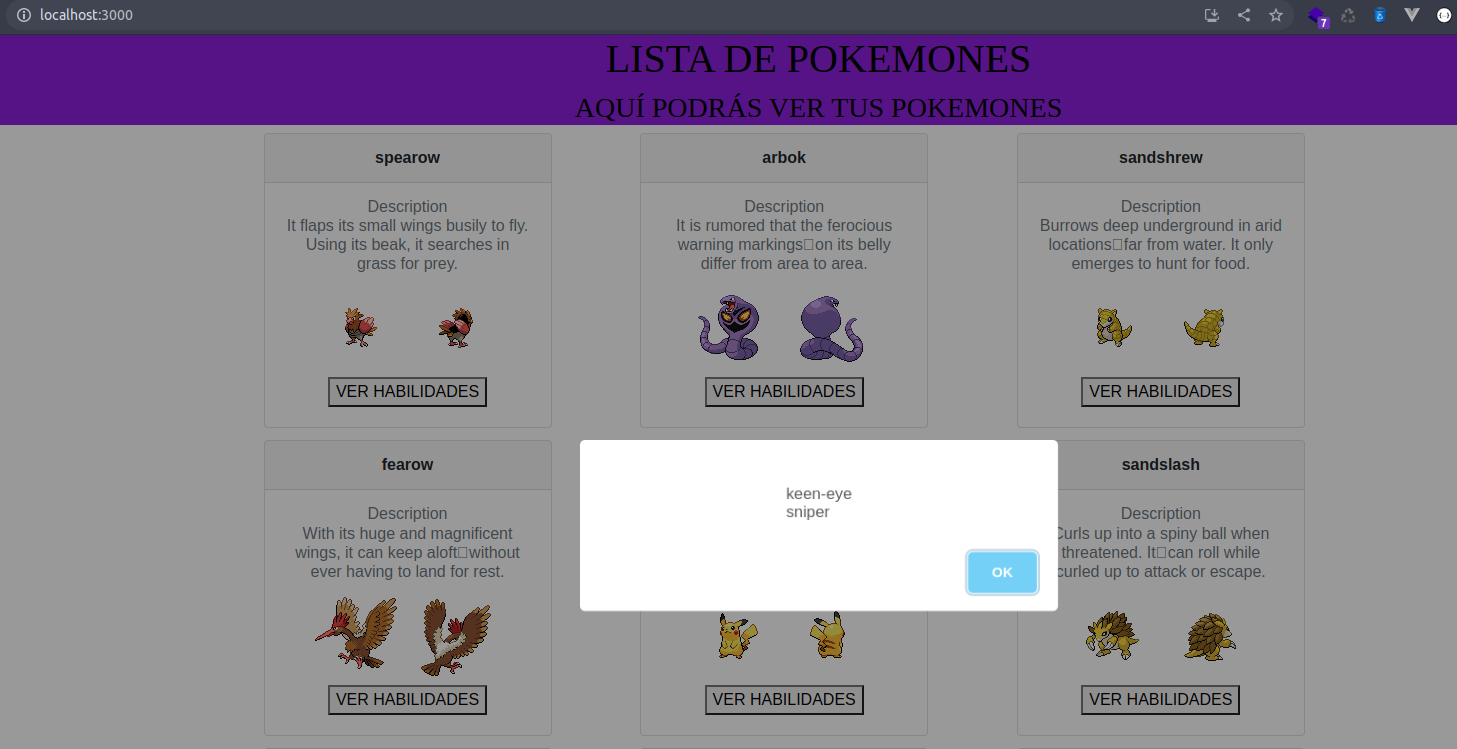 localhost:3000
7
LISTA DE POKEMONES
AQUÍ PODRÁS VER TUS POKEMONES
spearow
Description
It flaps its small wings busily to fly.
Using its beak, it searches in
grass for prey.
VER HABILIDADES
arbok
Description
It is rumored that the ferocious
warning markings□on its belly
differ from area to area.
VER HABILIDADES
sandshrew
Description
Burrows deep underground in arid
locations□far from water. It only
emerges to hunt for food.
VER HABILIDADES
fearow
Description
With its huge and magnificent
wings, it can keep aloft□without
ever having to land for rest.
VER HABILIDADES
keen-eye
sniper
OK
VER HABILIDADES
sandslash
Description
Curls up into a spiny ball when
threatened. It□can roll while
curled up to attack or escape.
VER HABILIDADES